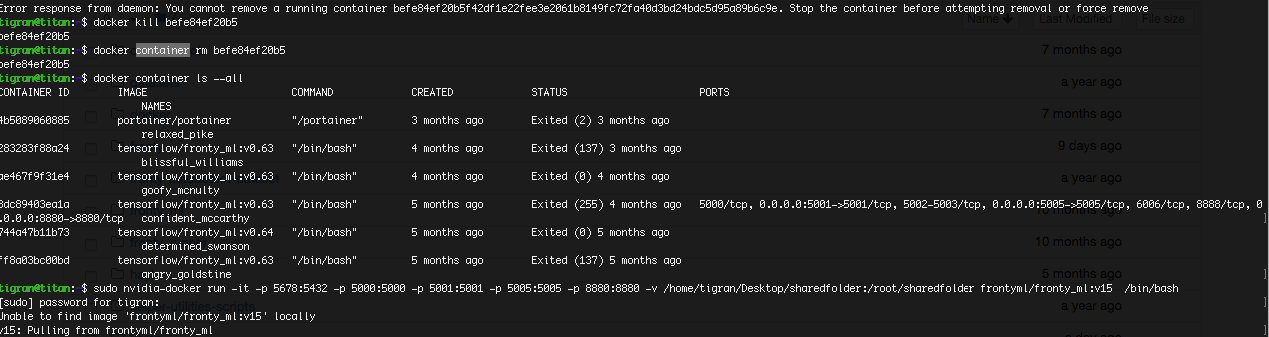 Error response from daemon: You cannot remove a running container befe84ef20b5f42df1e22fee3e2061b8149fc72fa40d3bd24bdc5d95a89b6c9e. Stop the container before attempting removal or force remove
tigran@titan:~$ docker kill befe84ef20b5
befe84ef20b5
tigran@titan:~$ docker container rm befe84ef20b5
befe84ef20b5
tigran@titan:~$ docker container ls --all
CONTAINER ID IMAGE COMMAND CREATED STATUS PORTS
NAMES
4b5089060885 portainer/portainer "/portainer" 3 months ago Exited (2) 3 months ago
relaxed_pike
283283f88a24 tensorflow/fronty_ml:v0.63 "/bin/bash" 4 months ago Exited (137) 3 months ago
blissful_williams
ae467f9f31e4 tensorflow/fronty_ml:v0.63 "/bin/bash" 4 months ago Exited (0) 4 months ago
goofy_mcnulty
8dc89403ea1a tensorflow/fronty_ml:v0.63 "/bin/bash" 5 months ago Exited (255) 4 months ago 5000/tcp, 0.0.0.0:5001->5001/tcp, 5002-5003/tcp, 0.0.0.0:5005->5005/tcp, 6006/tcp, 8888/tcp, 0
.0.0.0:8880->8880/tcp confident_mccarthy
744a47b11b73 tensorflow/fronty_ml:v0.64 "/bin/bash" 5 months ago Exited (0) 5 months ago
determined_swanson
ff8a03bc00bd tensorflow/fronty_ml:v0.63 "/bin/bash" 5 months ago Exited (137) 5 months ago
angry_goldstine
tigran@titan:~$ sudo nvidia-docker run -it -p 5678:5432 -p 5000:5000 -p 5001:5001 -p 5005:5005 -p 8880:8880 -v /home/tigran/Desktop/sharedfolder:/root/sharedfolder frontyml/fronty_ml:v15 /bin/bash
[sudo] password for tigran:
Unable to find image 'frontyml/fronty_ml:v15' locally
v15: Pulling from frontyml/fronty_ml
Name
Last Modified
File size
7 months ago
a year ago
7 months ago
9 days ago
a year ago
10 months ago
10 months ago
5 months ago
a year ago